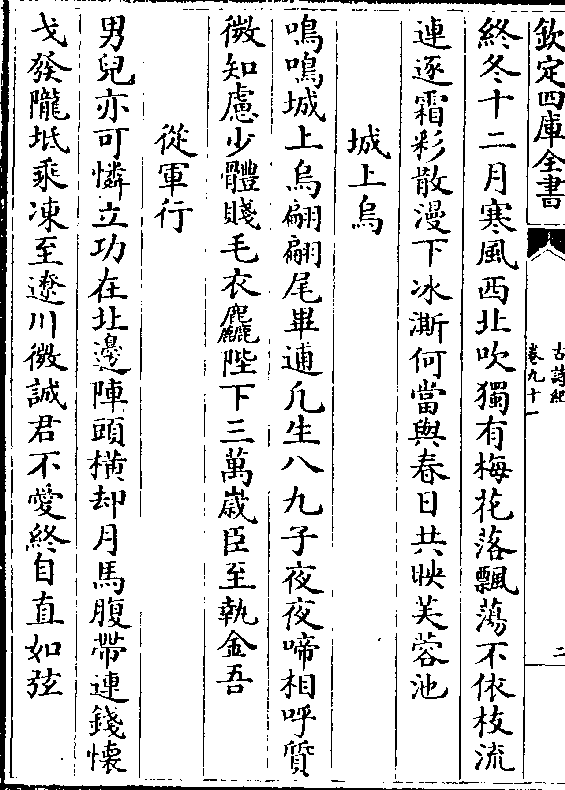 欽定四庫全書
古詩紀
卷九十一
二
終冬十二月寒風西北吹獨有梅花落飄蕩不依枝流
連逐霜彩散漫下冰澌何當與春日共映芙蓉池
城上烏
鳴鳴城上烏翩翩尾畢逋凢生八九子夜夜啼相呼質
微知慮少體賤毛衣麤陛下三萬歲臣至執金吾
從軍行
男兒亦可憐立功在北邊陣頭橫却月馬腹帶連錢懐
戈發隴坻乘凍至遼川微誠君不愛終自直如弦